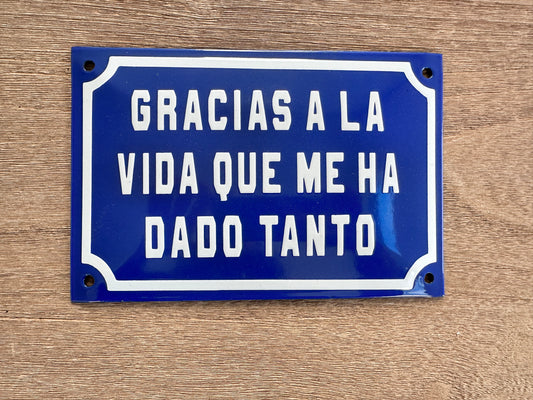 GRACIAS A LA
VIDA QUE ME HA
DADO TANTO